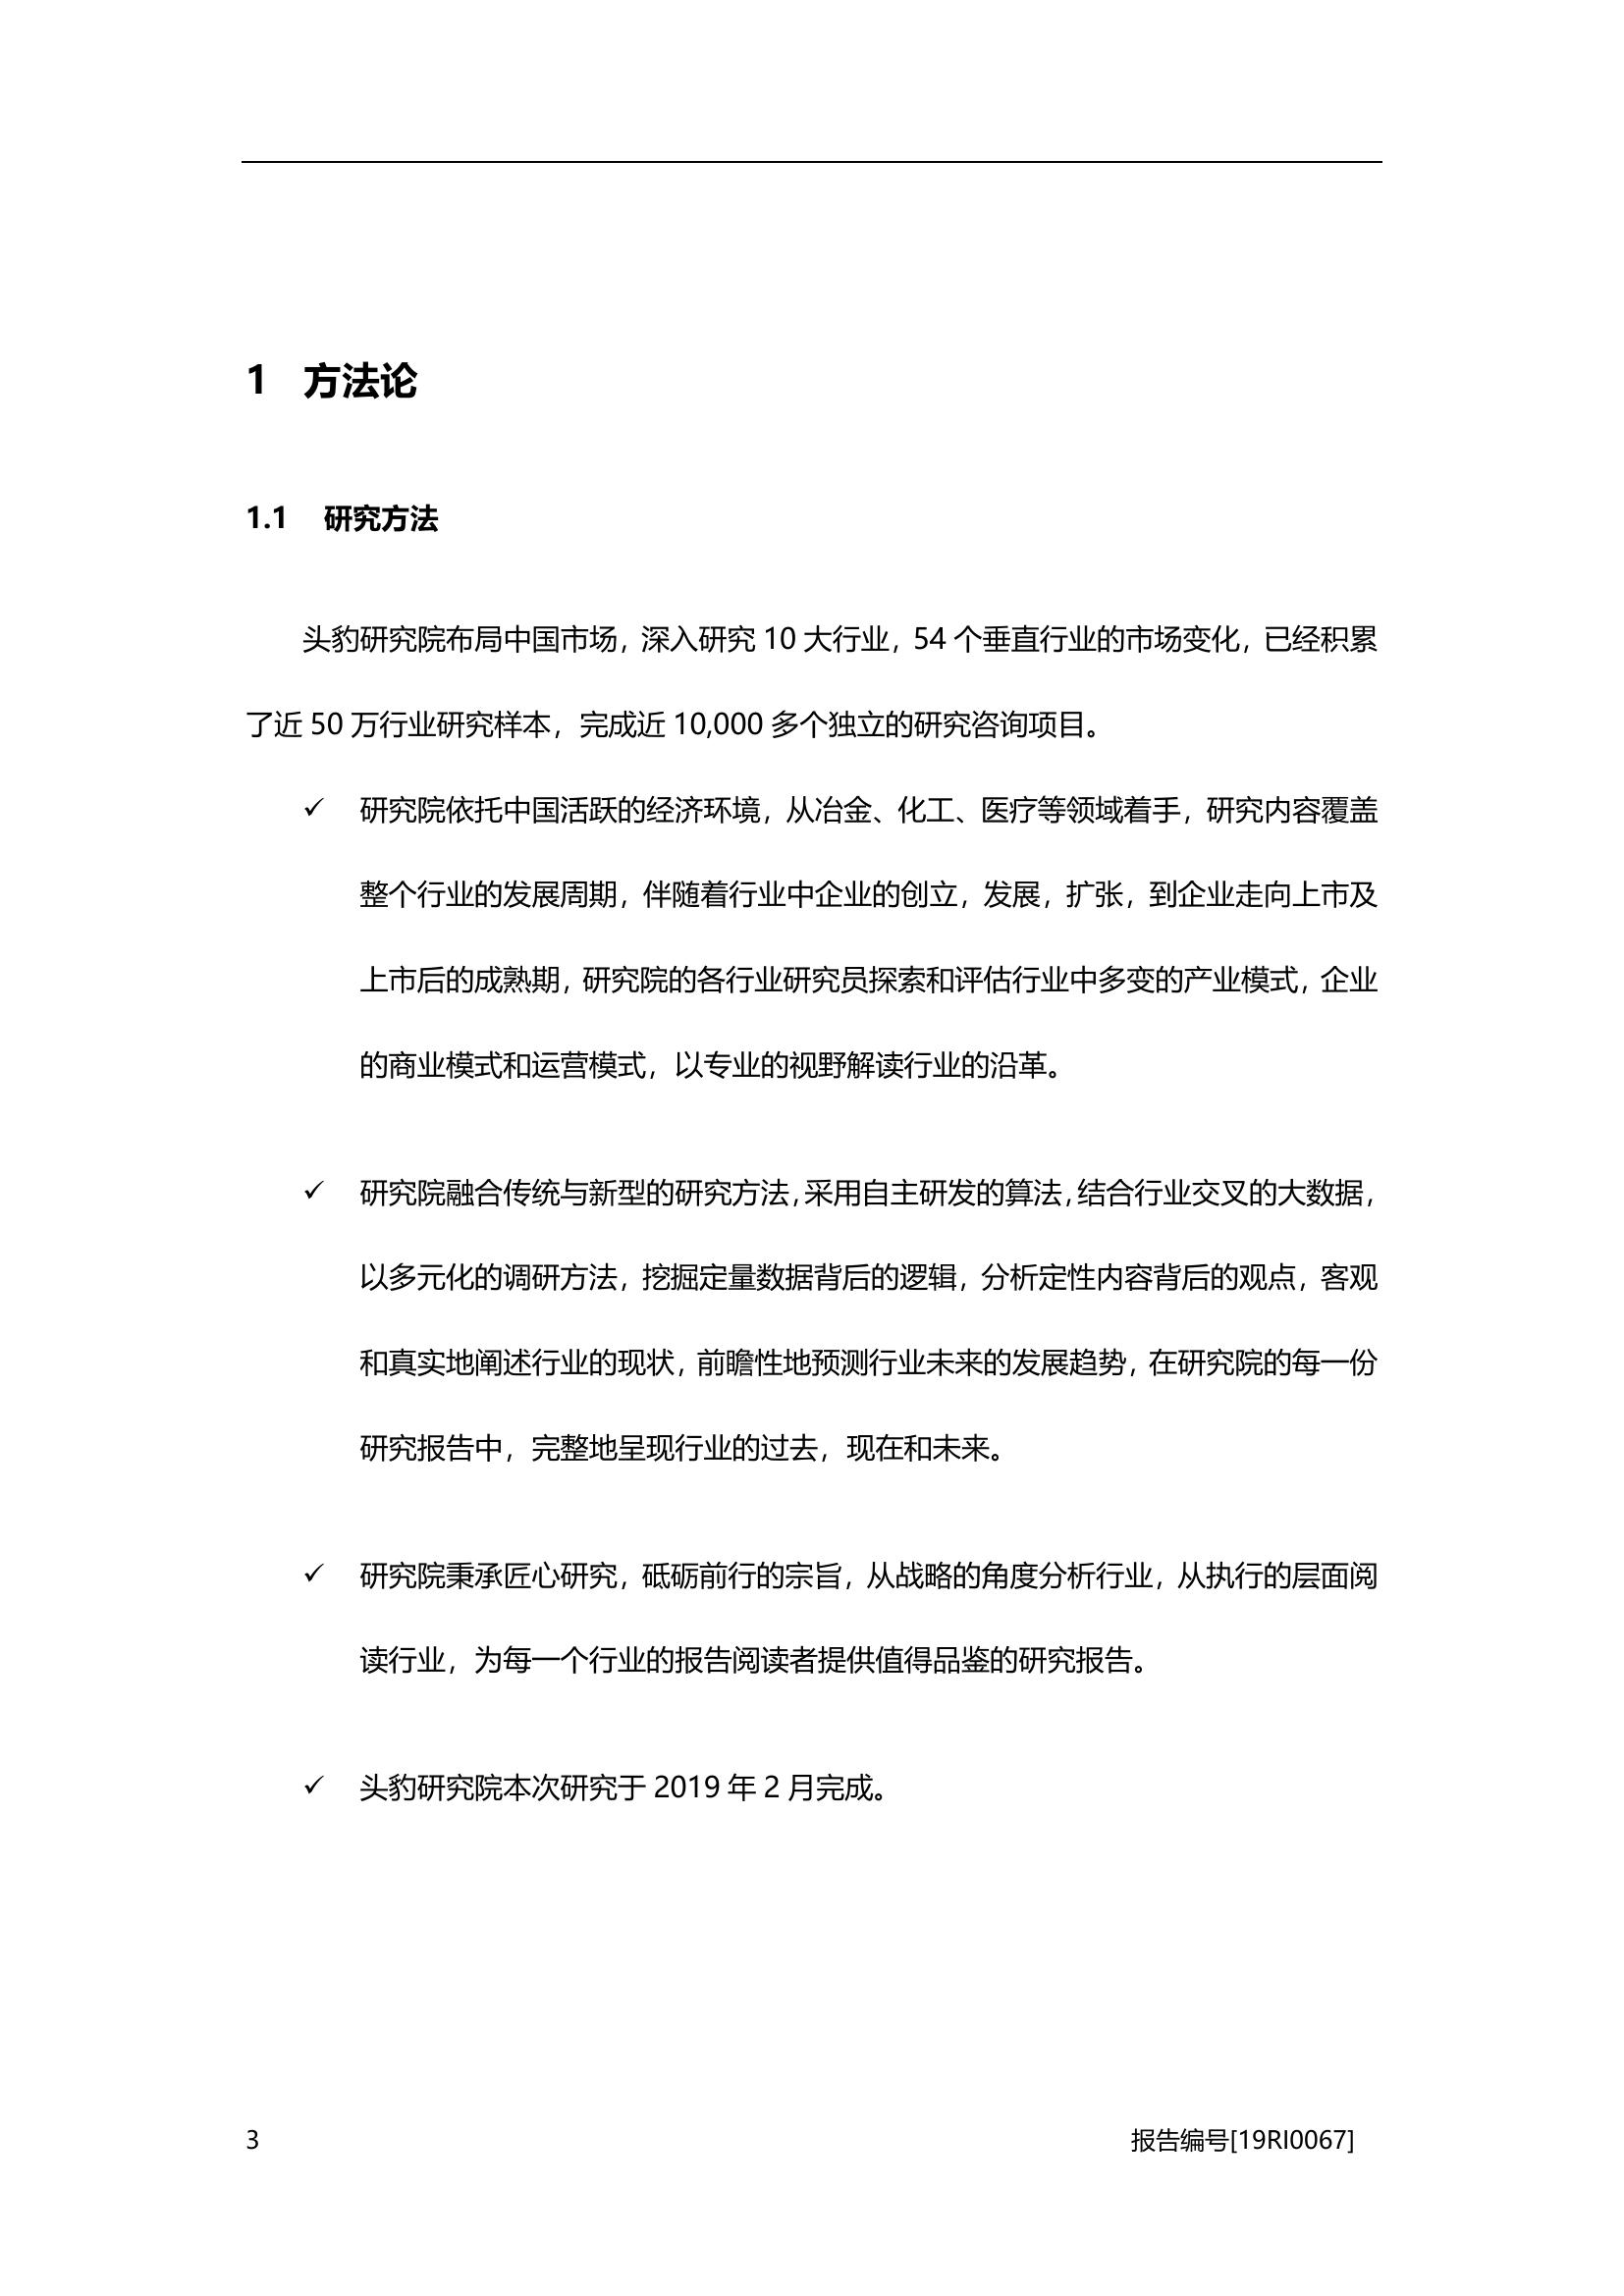 1 方法论
1.1 研究方法
头豹研究院布局中国市场，深入研究 10 大行业，54 个垂直行业的市场变化，已经积累
了近 50 万行业研究样本，完成近 10,000 多个独立的研究咨询项目。
✓ 研究院依托中国活跃的经济环境，从冶金、化工、医疗等领域着手，研究内容覆盖
整个行业的发展周期，伴随着行业中企业的创立，发展，扩张，到企业走向上市及
上市后的成熟期，研究院的各行业研究员探索和评估行业中多变的产业模式，企业
的商业模式和运营模式，以专业的视野解读行业的沿革。
✓ 研究院融合传统与新型的研究方法，采用自主研发的算法，结合行业交叉的大数据，
以多元化的调研方法，挖掘定量数据背后的逻辑，分析定性内容背后的观点，客观
和真实地阐述行业的现状，前瞻性地预测行业未来的发展趋势，在研究院的每一份
研究报告中，完整地呈现行业的过去，现在和未来。
✓ 研究院秉承匠心研究，砥砺前行的宗旨，从战略的角度分析行业，从执行的层面阅
读行业，为每一个行业的报告阅读者提供值得品鉴的研究报告。
✓ 头豹研究院本次研究于 2019 年 2 月完成。
3 报告编号[19RI0067]